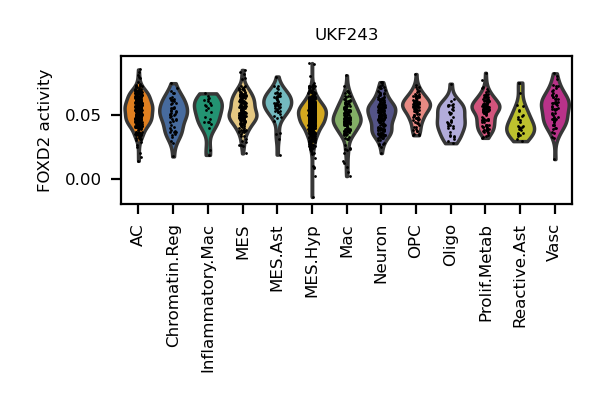 UKF243
FOXD2 activity
0.05
0.00
AC
Chromatin.Reg
Inflammatory.Mac
MES
MES.Ast
MES.Hyp
Mac
Neuron
OPC
Oligo
Prolif.Metab
Reactive.Ast
Vasc